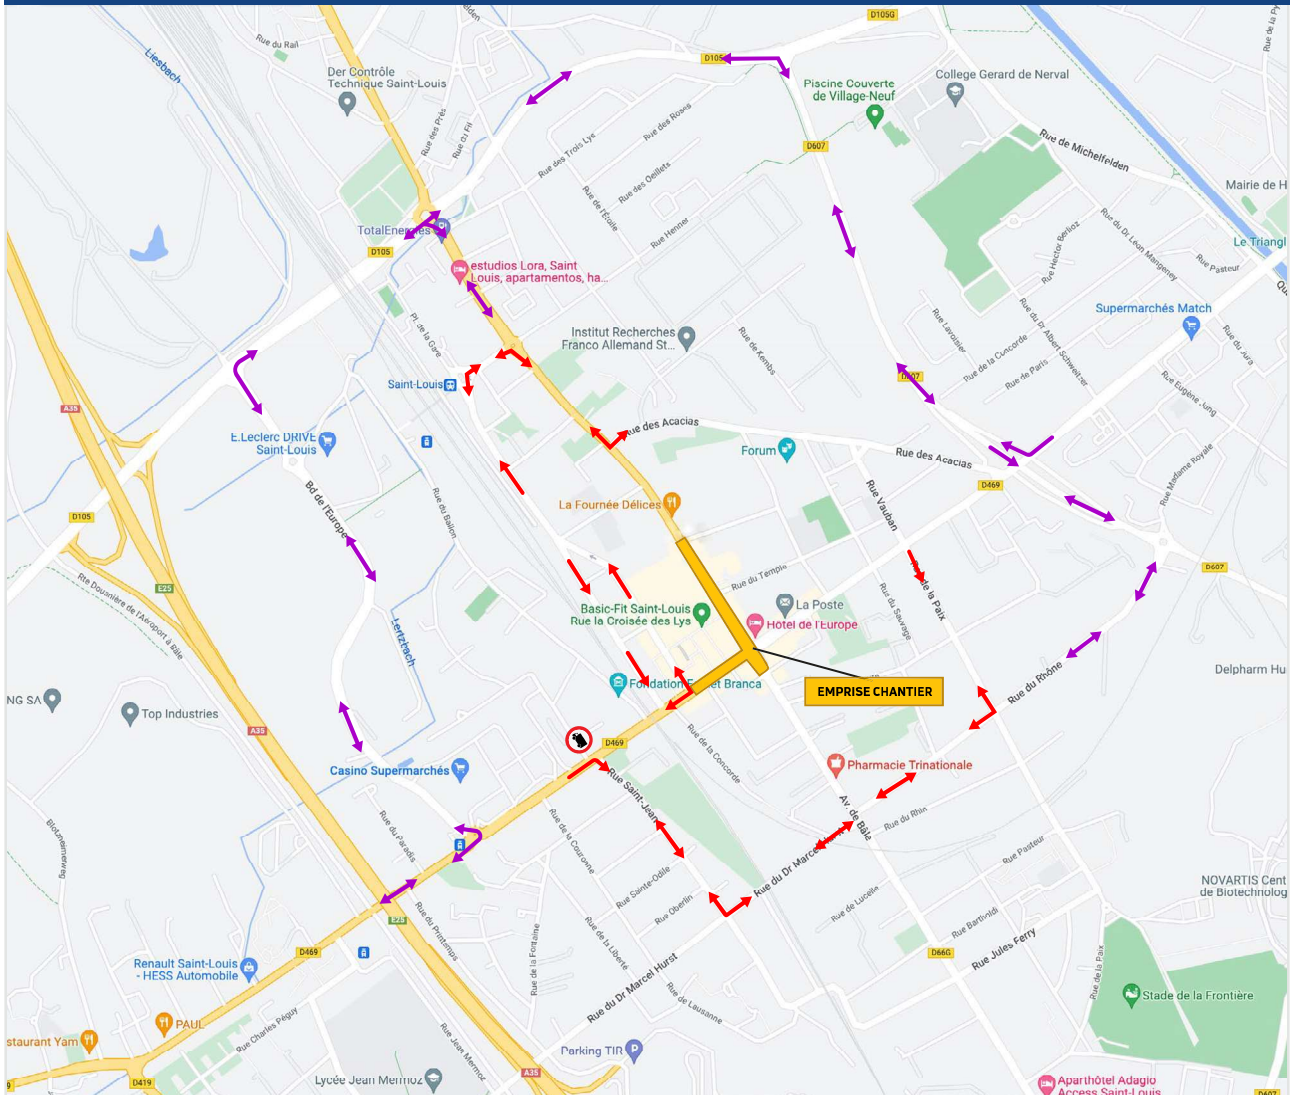 D105G
Rue du Rail
Liesbach
Der Contrôle
Technique Saint-Louis
D105
College Gerard de Nerval
Piscine Couverte
de Village-Neuf
Rue des Prés
Rue des Roses
Rue des Trois Lys
D607
Rue de Michelfelden
Rue des Oeillets
Rue de l'Étoile
Mairie de H
TotalEnergies
D105
Rue Henner
Rue Hector Berlioz
Rue du Dr Léon Mangeney
Le Triangl
Rue Pasteur
estudios Lora, Saint
Louis, apartamentos, ha...
Supermarchés Match
Pl. de la Gare
Institut Recherches
Franco Allemand St...
Rue de Kembs
Rue Lavoisier
Rue du Dr Albert Schweitzer
Rue du Jura
Rue de la Concorde
Rue de Paris
Saint-Louis
Rue Eugène Jung
A35
E.Leclerc DRIVE
Saint-Louis
Rue des Acacias
Forum
Rue des Acacias
Rue Madame Royale
D469
Bd de l'Europe
Rue du Ballon
La Fournée Délices
Rue Vauban
D105
E25
Rte Douanière de l'Aéroport à Bâle
Rue du Temple
D607
Rue de la Paix
Basic-Fit Saint-Louis
Rue la Croisée des Lys
La Poste
Hôtel de l'Europe
Rue du Sauvage
Lertzbach
Delpharm Hu
EMPRISE CHANTIER
Rue du Rhône
NG SA
Top Industries
A35
D469
Rue de la Concorde
Casino Supermarchés
Rue Saint-Jean
Pharmacie Trinationale
Av. de Bâle
Rue du Rhin
Rue du Paradis
Rue de la Couronne
Rue du Dr Marcel Hurst
Rue Pasteur
Rue Sainte-Odile
Rue Oberlin
Rue de Lucelle
NOVARTIS Cent
de Biotechnolog
E25
Rue du Printemps
Rue de la Fontaine
Rue de la Liberté
Rue Bartholdi
D469
D66G
Rue Jules Ferry
Rue de la Paix
Renault Saint-Louis
- HESS Automobile
Rue du Dr Marcel Hurst
Rue de Lausanne
Stade de la Frontière
PAUL
Rue Charles Péguy
staurant Yam
Rue Jean Mermoz
Parking TIR
D419
Lycée Jean Mermoz
A35
Aparthôtel Adagio
Access Saint-Louis
D607